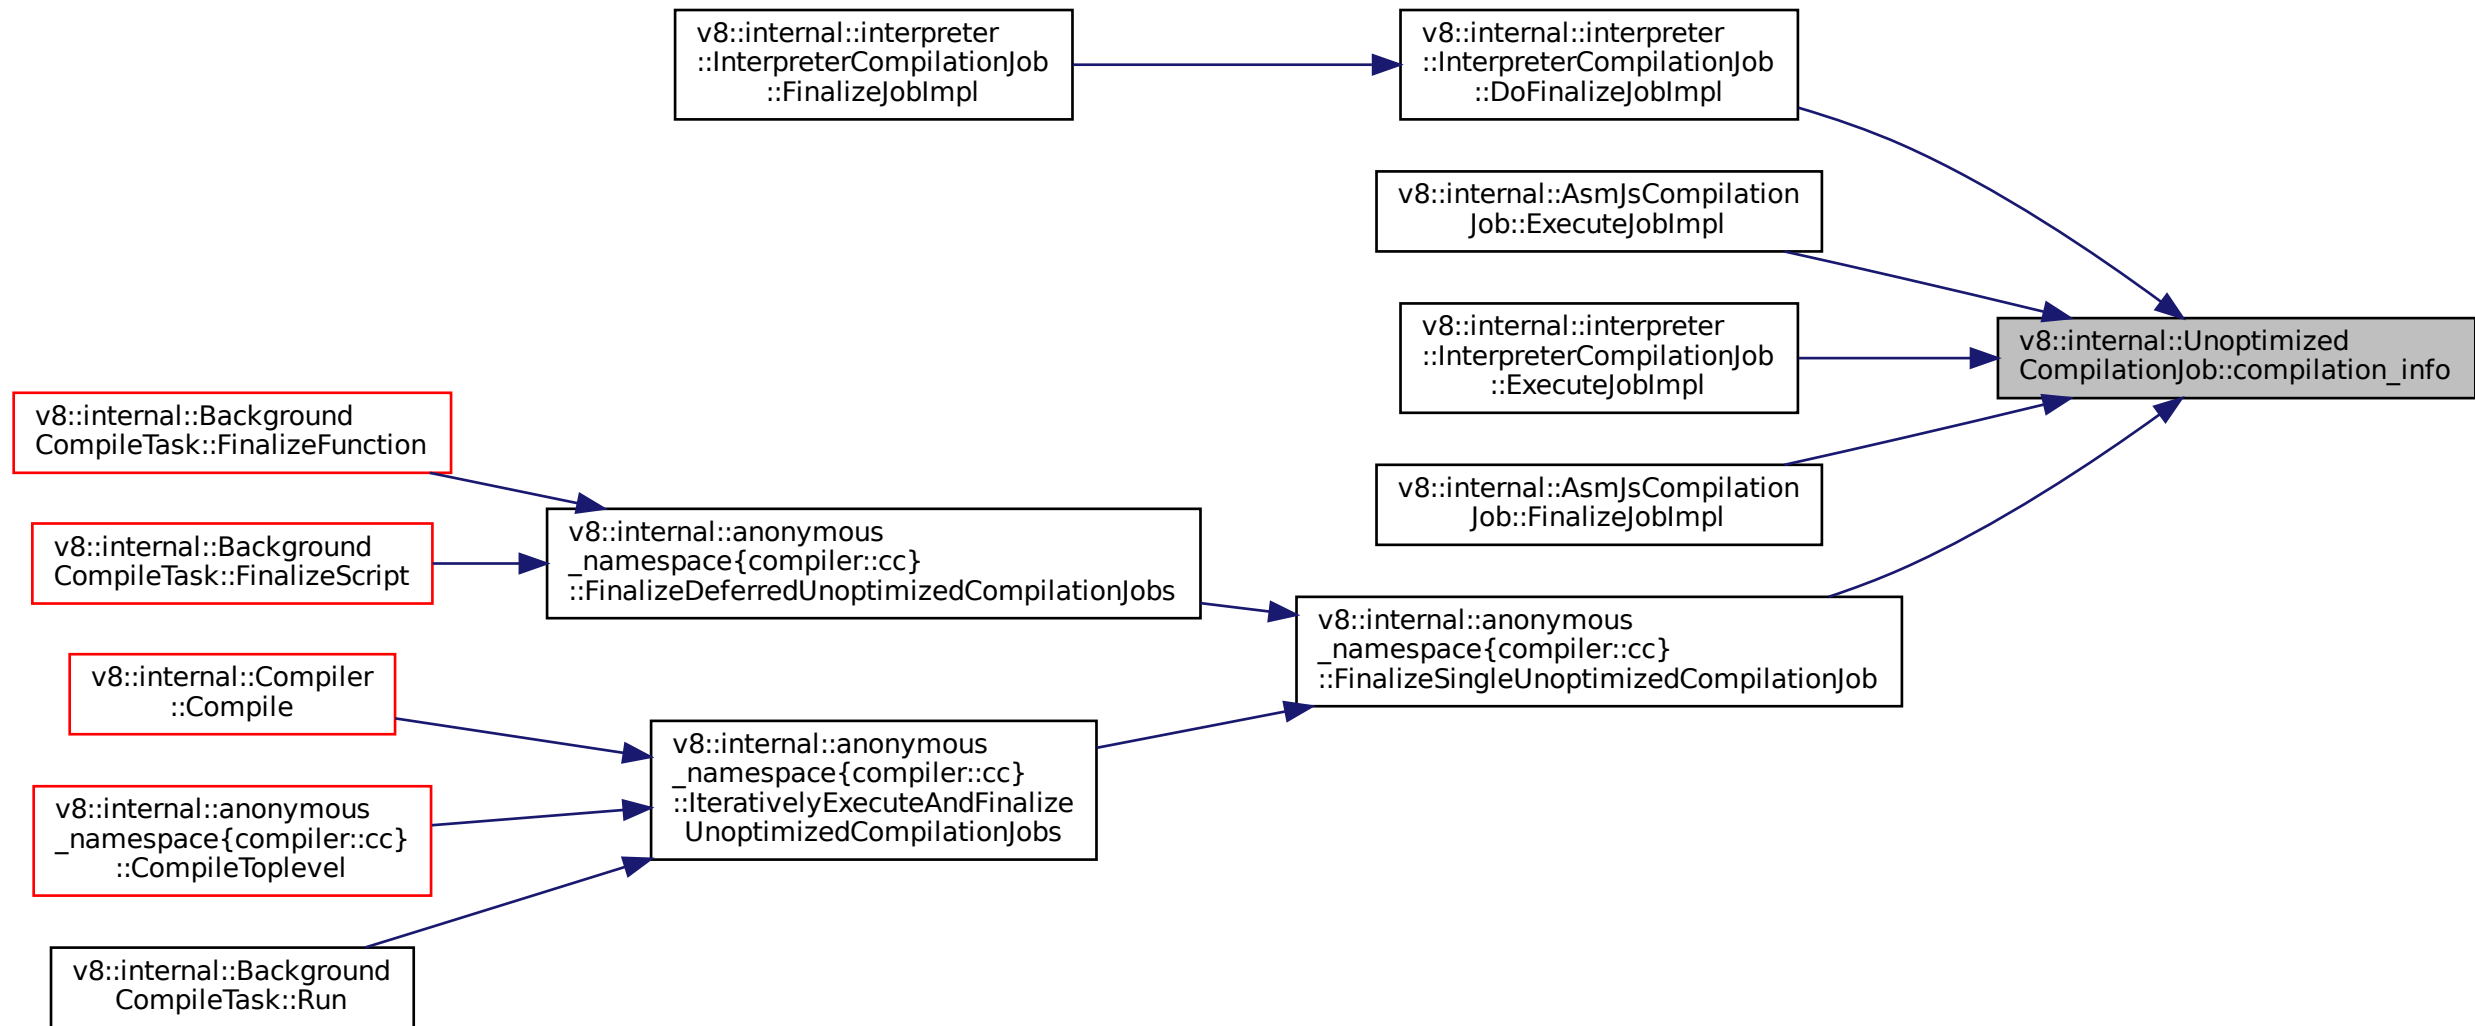 v8::internal::interpreter
::InterpreterCompilationJob
::FinalizeJobImpl
v8::internal::interpreter
::InterpreterCompilationJob
::DoFinalizeJobImpl
v8::internal::AsmJsCompilation
Job::ExecuteJobImpl
v8::internal::interpreter
::InterpreterCompilationJob
::ExecuteJobImpl
v8::internal::Unoptimized
CompilationJob::compilation_info
v8::internal::Background
CompileTask::FinalizeFunction
v8::internal::AsmJsCompilation
Job::FinalizeJobImpl
v8::internal::Background
CompileTask::FinalizeScript
v8::internal::anonymous
_namespace{compiler::cc}
::FinalizeDeferredUnoptimizedCompilationJobs
v8::internal::anonymous
_namespace{compiler::cc}
::FinalizeSingleUnoptimizedCompilationJob
v8::internal::Compiler
::Compile
v8::internal::anonymous
_namespace{compiler::cc}
::IterativelyExecuteAndFinalize
UnoptimizedCompilationJobs
v8::internal::anonymous
_namespace{compiler::cc}
::CompileToplevel
v8::internal::Background
CompileTask::Run